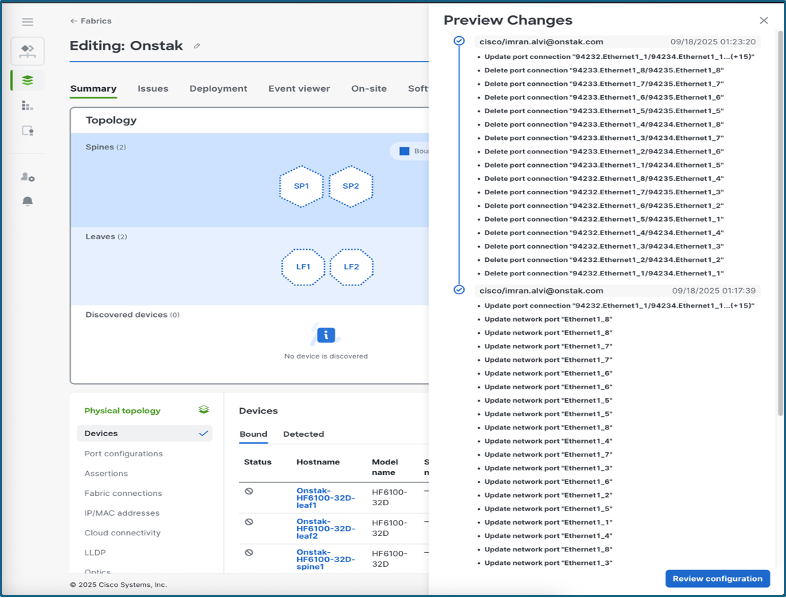 ← Fabrics
Editing: Onstak
Summary Issues Deployment Event viewer On-site Soft
Topology
Spines (2)
Bou
SP1 SP2
Leaves (2)
LF1 LF2
Discovered devices (0)
No device is discovered
Physical topology
Devices
Port configurations
Assertions
Fabric connections
IP/MAC addresses
Cloud connectivity
LLDP
Optics
Devices
Bound Detected
Status Hostname Model name S n
Onstak-HF6100-32D-leaf1 HF6100-32D —
Onstak-HF6100-32D-leaf2 HF6100-32D —
Onstak-HF6100-32D-spine1 HF6100-32D —
© 2025 Cisco Systems, Inc.
Preview Changes
cisco/imran.alvi@onstak.com 09/18/2025 01:23:20
• Update port connection "94232.Ethernet1_1/94234.Ethernet1_1...(+15)"
• Delete port connection "94233.Ethernet1_8/94235.Ethernet1_8"
• Delete port connection "94233.Ethernet1_7/94235.Ethernet1_7"
• Delete port connection "94233.Ethernet1_6/94235.Ethernet1_6"
• Delete port connection "94233.Ethernet1_5/94235.Ethernet1_5"
• Delete port connection "94233.Ethernet1_4/94234.Ethernet1_8"
• Delete port connection "94233.Ethernet1_3/94234.Ethernet1_7"
• Delete port connection "94233.Ethernet1_2/94234.Ethernet1_6"
• Delete port connection "94233.Ethernet1_1/94234.Ethernet1_5"
• Delete port connection "94232.Ethernet1_8/94235.Ethernet1_4"
• Delete port connection "94232.Ethernet1_7/94235.Ethernet1_3"
• Delete port connection "94232.Ethernet1_6/94235.Ethernet1_2"
• Delete port connection "94232.Ethernet1_5/94235.Ethernet1_1"
• Delete port connection "94232.Ethernet1_4/94234.Ethernet1_4"
• Delete port connection "94232.Ethernet1_3/94234.Ethernet1_3"
• Delete port connection "94232.Ethernet1_2/94234.Ethernet1_2"
• Delete port connection "94232.Ethernet1_1/94234.Ethernet1_1"
cisco/imran.alvi@onstak.com 09/18/2025 01:17:39
• Update port connection "94232.Ethernet1_1/94234.Ethernet1_1...(+15)"
• Update network port "Ethernet1_8"
• Update network port "Ethernet1_8"
• Update network port "Ethernet1_7"
• Update network port "Ethernet1_7"
• Update network port "Ethernet1_6"
• Update network port "Ethernet1_6"
• Update network port "Ethernet1_5"
• Update network port "Ethernet1_5"
• Update network port "Ethernet1_8"
• Update network port "Ethernet1_4"
• Update network port "Ethernet1_7"
• Update network port "Ethernet1_3"
• Update network port "Ethernet1_6"
• Update network port "Ethernet1_2"
• Update network port "Ethernet1_5"
• Update network port "Ethernet1_1"
• Update network port "Ethernet1_4"
• Update network port "Ethernet1_8"
• Update network port "Ethernet1_3"
Review configuration